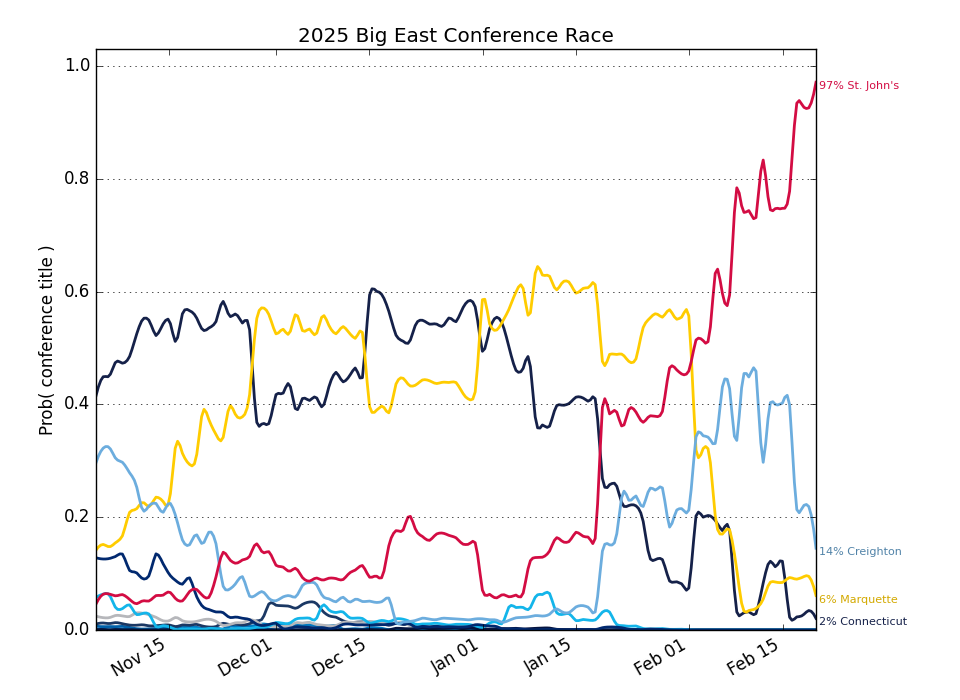 2025 Big East Conference Race
Prob( conference title )
1.0
0.8
0.6
0.4
0.2
0.0
97% St. John's
14% Creighton
6% Marquette
2% Connecticut
Nov 15
Dec 01
Dec 15
Jan 01
Jan 15
Feb 01
Feb 15